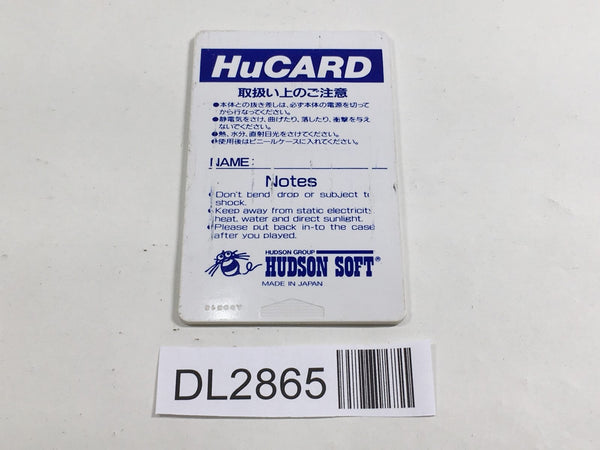 HuCARD
取扱い上のご注意
●本体との抜き差しは、必ず本体の電源を切って
から行なってください。
●静電気をさけ、曲げたり、落したり、衝撃を与え
ないでください。
●熱、水分、直射日光をさけてください。
●使用後はビニールケースに入れてください。
NAME:
Notes
●Don't bend drop or subject to
shock.
●Keep away from static electricity,
heat, water and direct sunlight.
●Please put back in-to the case
after you played.
HUDSON GROUP
HUDSON SOFT®
MADE IN JAPAN
DL2865